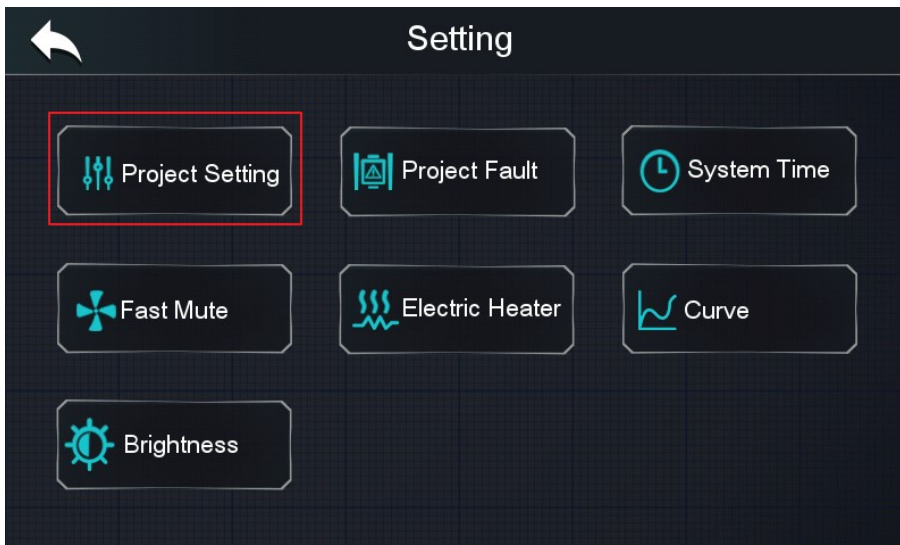 Setting
Project Setting
Project Fault
System Time
Fast Mute
Electric Heater
Curve
Brightness